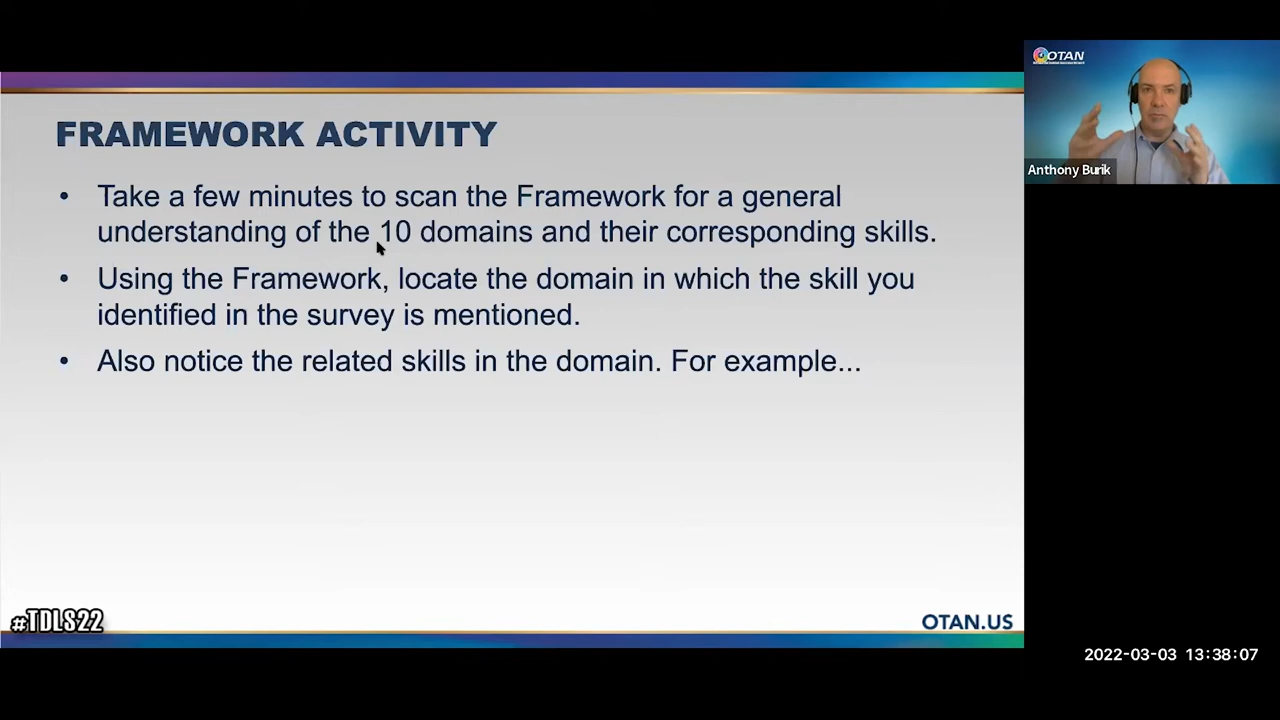 FRAMEWORK ACTIVITY
• Take a few minutes to scan the Framework for a general
understanding of the 10 domains and their corresponding skills.
• Using the Framework, locate the domain in which the skill you
identified in the survey is mentioned.
• Also notice the related skills in the domain. For example...
#TDLS22
OTAN.US
OTAN
Anthony Burik
2022-03-03 13:38:07